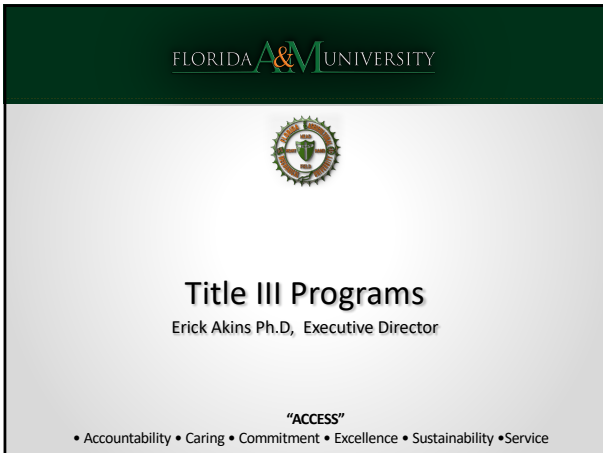 FLORIDA A&M UNIVERSITY
Title III Programs
Erick Akins Ph.D, Executive Director
“ACCESS”
• Accountability • Caring • Commitment • Excellence • Sustainability •Service